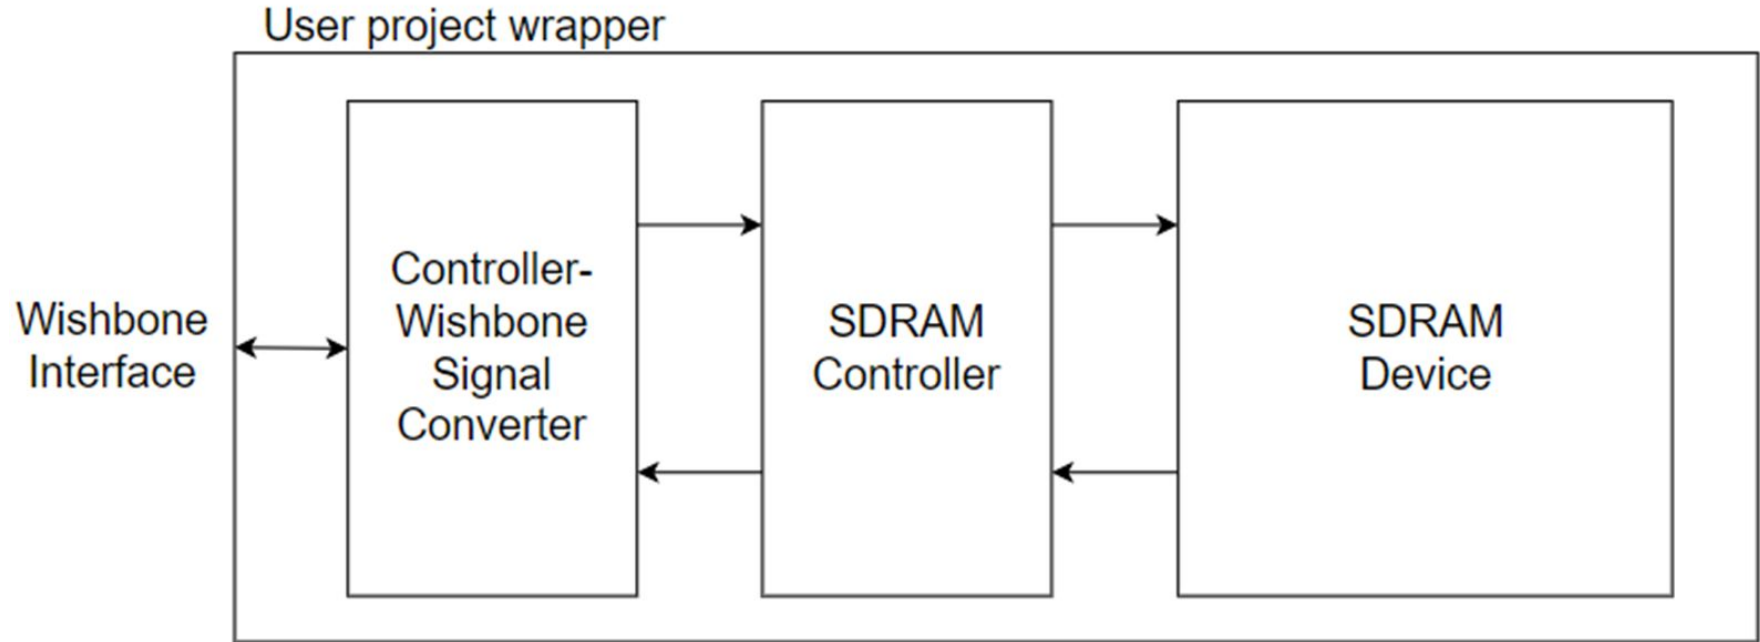 User project wrapper
Wishbone
Interface
Controller-
Wishbone
Signal
Converter
SDRAM
Controller
SDRAM
Device